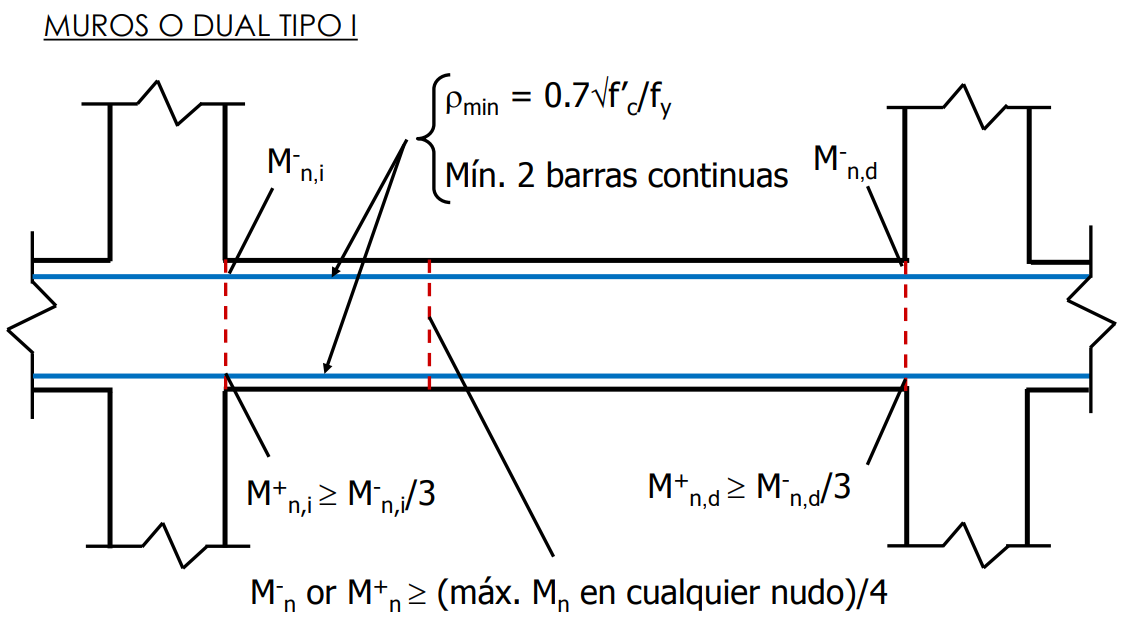 MUROS O DUAL TIPO I
ρmin = 0.7√f’c/fy
Mín. 2 barras continuas
M-n,i
M-n,d
M+n,i ≥ M-n,i/3
M+n,d ≥ M-n,d/3
M-n or M+n ≥ (máx. Mn en cualquier nudo)/4